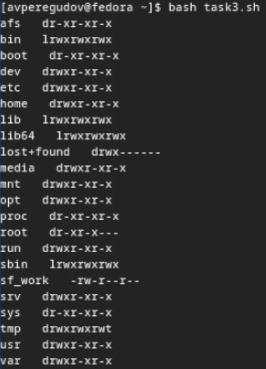 [avperegudov@fedora ~]$ bash task3.sh
afs   dr-xr-xr-x
bin   lrwxrwxrwx
boot   dr-xr-xr-x
dev   drwxr-xr-x
etc   drwxr-xr-x
home   drwxr-xr-x
lib   lrwxrwxrwx
lib64   lrwxrwxrwx
lost+found   drwx------
media   drwxr-xr-x
mnt   drwxr-xr-x
opt   drwxr-xr-x
proc   dr-xr-xr-x
root   dr-xr-x---
run   drwxr-xr-x
sbin   lrwxrwxrwx
sf_work   -rw-r--r--
srv   drwxr-xr-x
sys   dr-xr-xr-x
tmp   drwxrwxrwt
usr   drwxr-xr-x
var   drwxr-xr-x